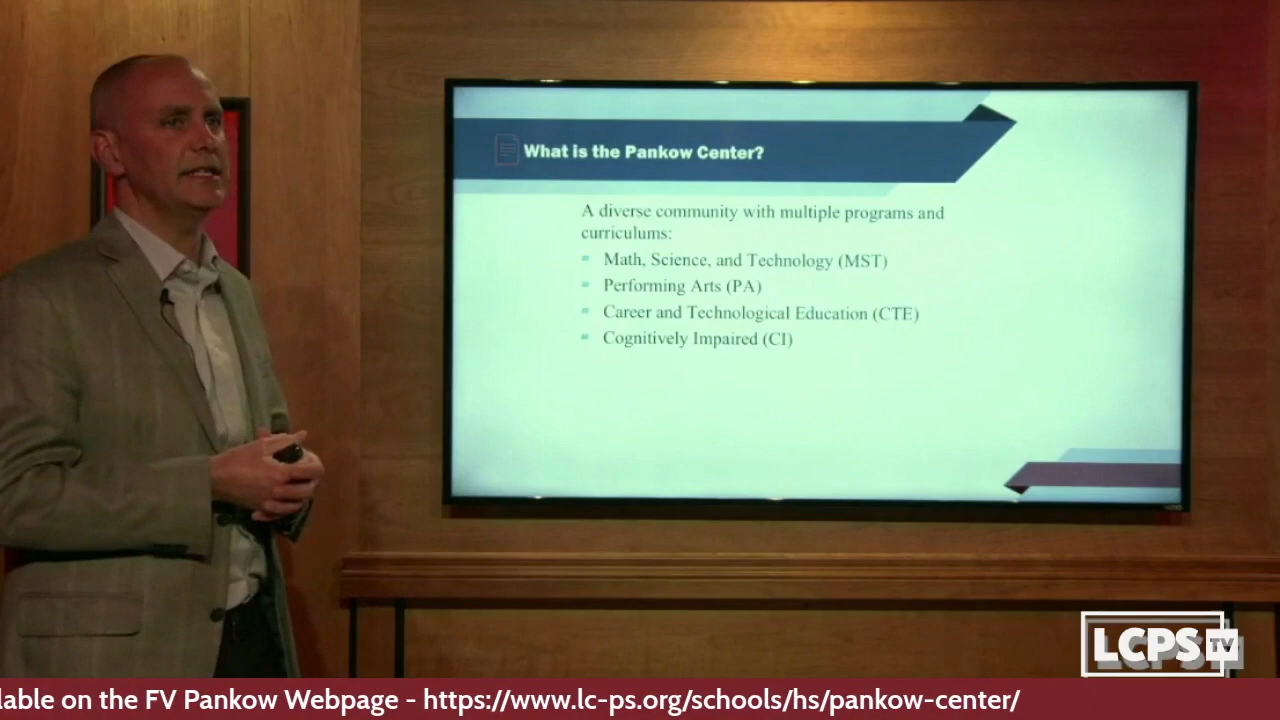 What is the Pankow Center?
A diverse community with multiple programs and
curriculums:
Math, Science, and Technology (MST)
Performing Arts (PA)
Career and Technological Education (CTE)
Cognitively Impaired (CI)
LCPS TV
lable on the FV Pankow Webpage - https://www.lc-ps.org/schools/hs/pankow-center/